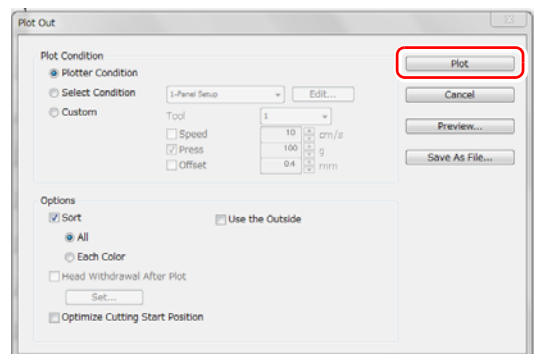 Plot Out
Plot Condition
Plotter Condition
Select Condition 1-Panel Setup Edit...
Custom Tool 1
Speed 10 cm/s
Press 100 g
Offset 0.4 mm
Plot
Cancel
Preview...
Save As File...
Options
Sort Use the Outside
All
Each Color
Head Withdrawal After Plot
Set...
Optimize Cutting Start Position